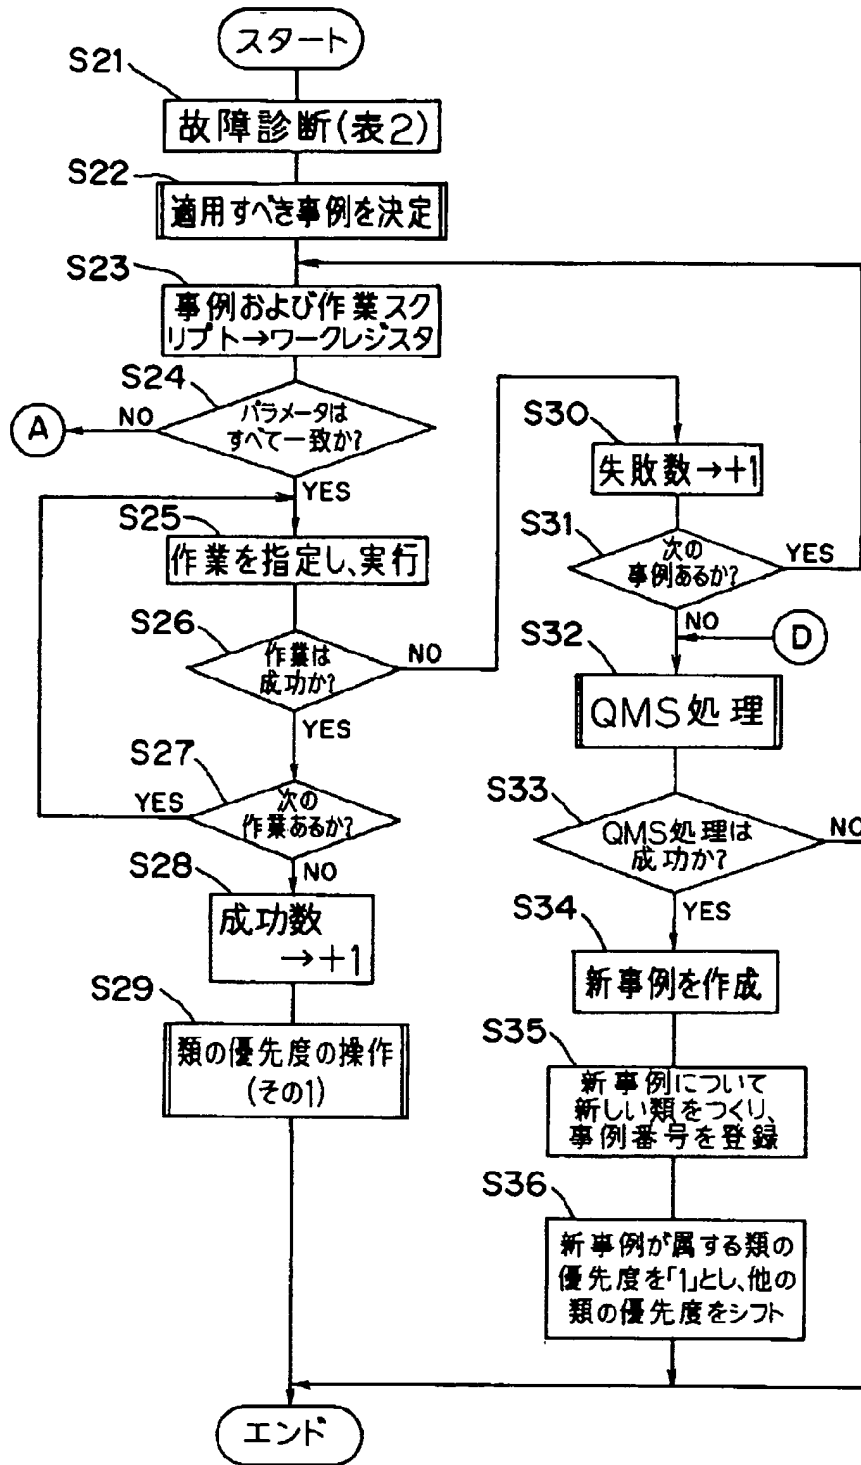 スタート
S21
故障診断(表2)
S22
適用すべき事例を決定
S23
事例および作業スク
リプト→ワークレジスタ
S24
パラメータは
すべて一致か?
NO
A
YES
S25
作業を指定し、実行
S26
作業は
成功か?
NO
YES
S27
次の
作業あるか?
YES
NO
S28
成功数
→+1
S29
類の優先度の操作
(その1)
S30
失敗数→+1
S31
次の
事例あるか?
YES
NO
D
S32
QMS処理
S33
QMS処理は
成功か?
NO
YES
S34
新事例を作成
S35
新事例について
新しい類をつくり、
事例番号を登録
S36
新事例が属する類の
優先度を「1」とし、他の
類の優先度をシフト
エンド